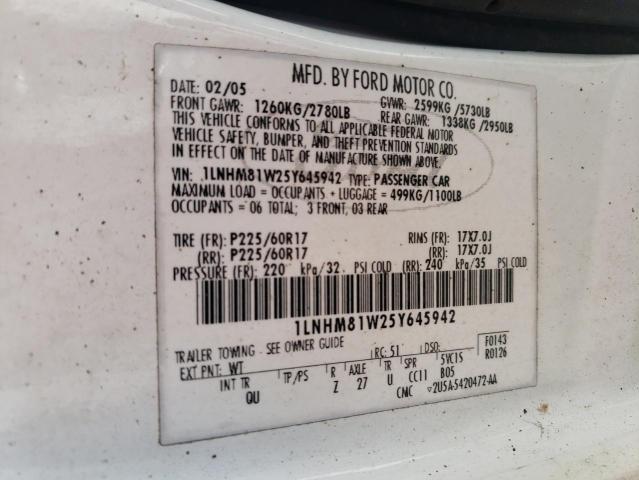 MFD. BY FORD MOTOR CO.
DATE: 02/05 GVWR: 2599KG/5730LB
FRONT GAWR: 1260KG/2780LB REAR GAWR: 1338KG/2950LB
THIS VEHICLE CONFORMS TO ALL APPLICABLE FEDERAL MOTOR
VEHICLE SAFETY, BUMPER, AND THEFT PREVENTION STANDARDS
IN EFFECT ON THE DATE OF MANUFACTURE SHOWN ABOVE.
VIN: 1LNHM81W25Y645942 TYPE: PASSENGER CAR
MAXIMUM LOAD = OCCUPANTS + LUGGAGE = 499KG/1100LB
OCCUPANTS = 06 TOTAL; 3 FRONT, 03 REAR
TIRE (FR): P225/60R17 RINS (FR): 17X7.0J
(RR): P225/60R17 (RR): 17X7.0J
PRESSURE (FR): 220 kPa/32 PSI COLD (RR): 240 kPa/35 PSI COLD
1LNHM81W25Y645942
TRAILER TOWING - SEE OWNER GUIDE F0143
EXT PNT: WT RC: 51 DSO: R0126
INT TR TP/PS R AXLE TR SPR 5VC15
QU Z 27 U CC11 B05
CMC 2U5A-5420472-AA